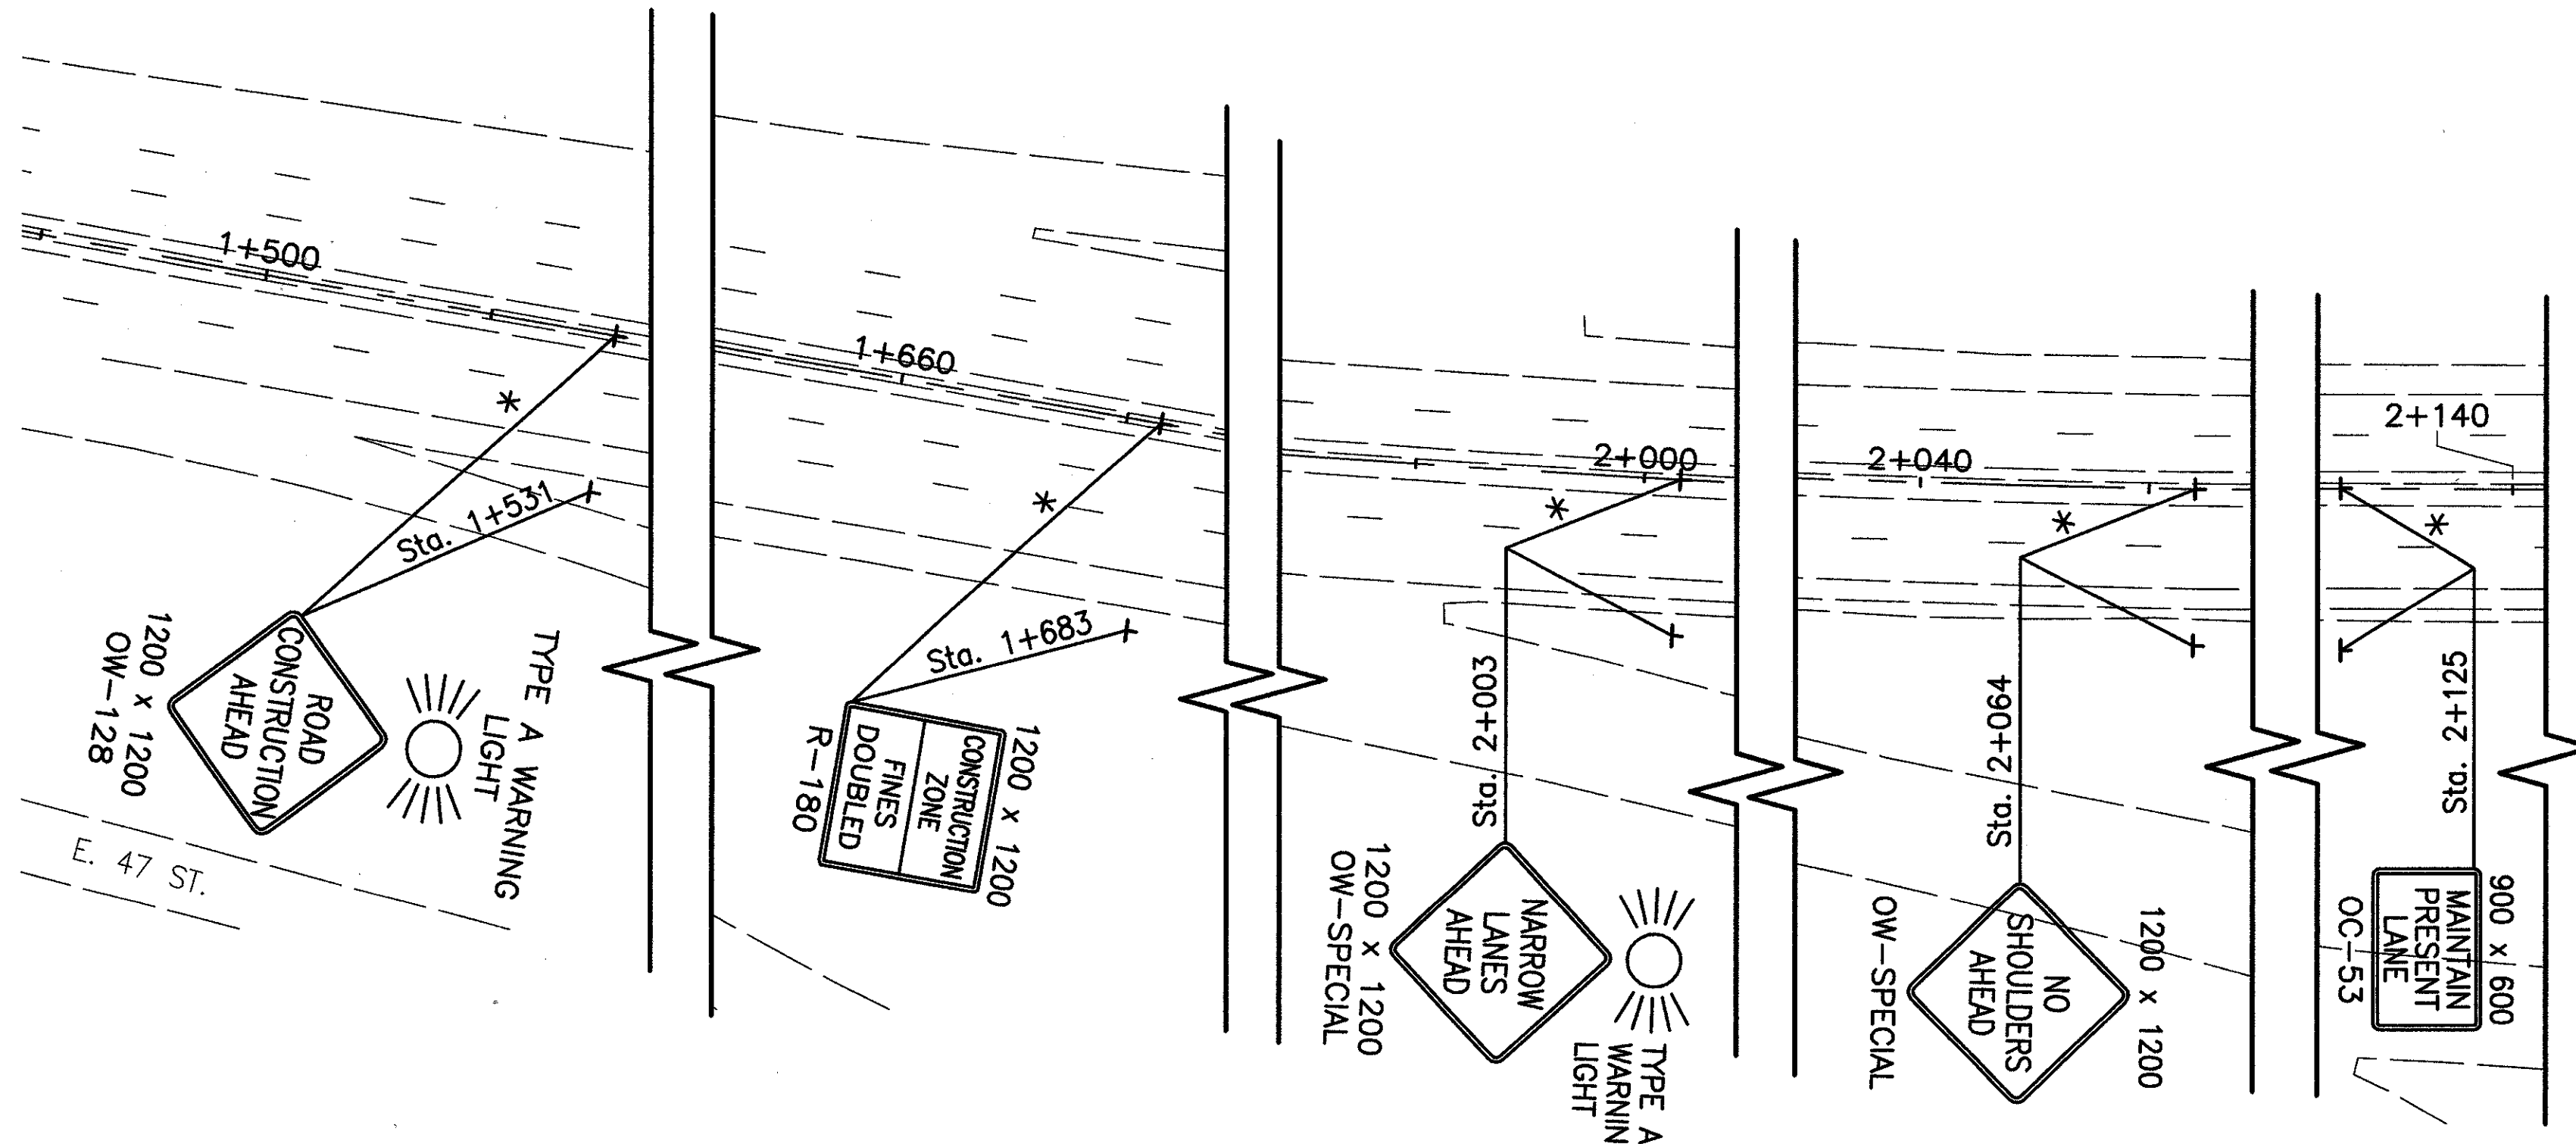 1+500
*
Sta. 1+531
1200 x 1200
OW-128
ROAD
CONSTRUCTION
AHEAD
TYPE A WARNING
LIGHT
E. 47 ST.
1+660
*
Sta. 1+683
1200 x 1200
CONSTRUCTION
ZONE
FINES
DOUBLED
R-180
2+000
*
Sta. 2+003
1200 x 1200
OW-SPECIAL
NARROW
LANES
AHEAD
TYPE A
WARNIN
LIGHT
2+040
*
Sta. 2+064
OW-SPECIAL
NO
SHOULDERS
AHEAD
1200 x 1200
2+140
*
Sta. 2+125
900 x 600
MAINTAIN
PRESENT
LANE
OC-53